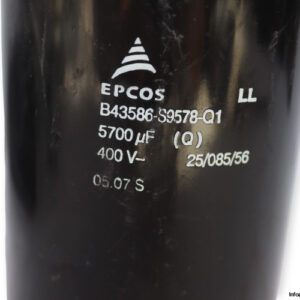 EPCOS LL
B43586-S9578-Q1
5700 µF (Q)
400 V- 25/085/56
05.07 S